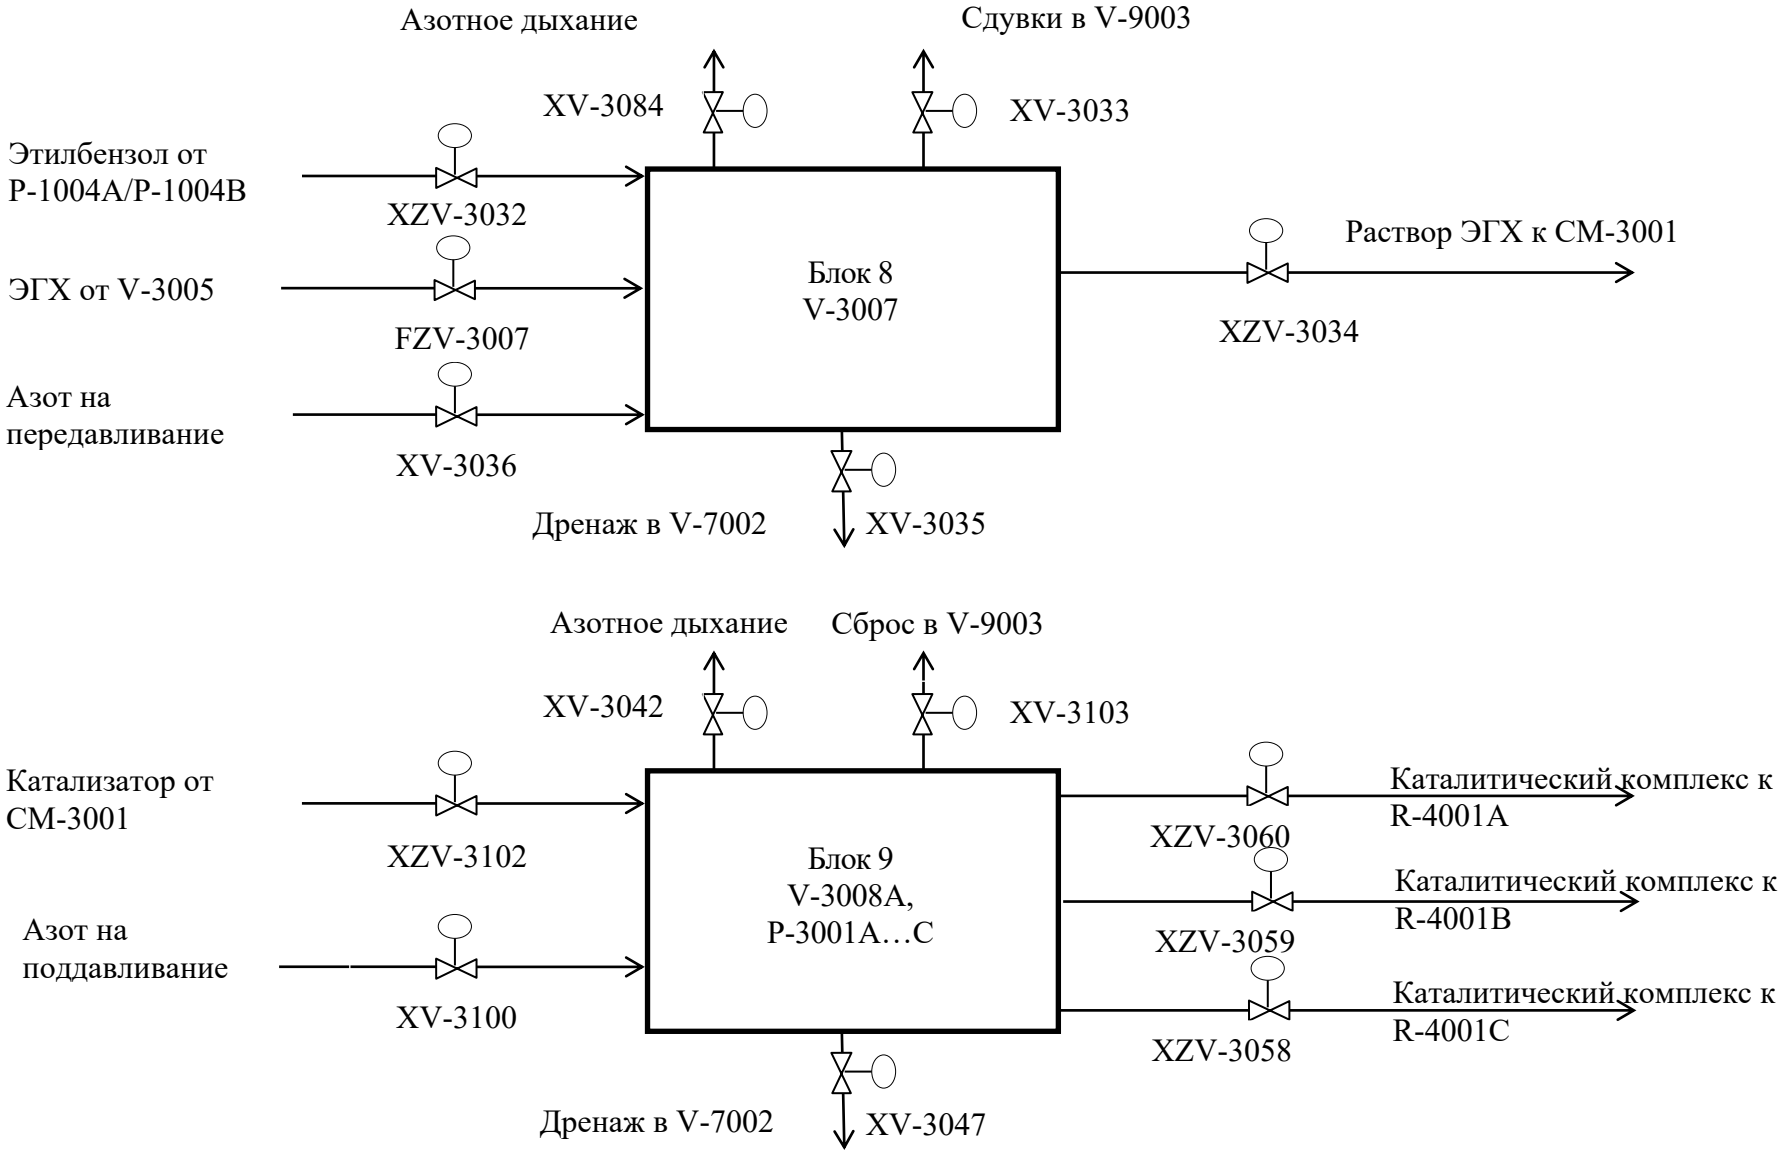 Азотное дыхание
Сдувки в V-9003
XV-3084
XV-3033
Этилбензол от
P-1004A/P-1004B
XZV-3032
Раствор ЭГХ к СМ-3001
ЭГХ от V-3005
Блок 8
V-3007
FZV-3007
XZV-3034
Азот на
передавливание
XV-3036
Дренаж в V-7002
XV-3035
Азотное дыхание
Сброс в V-9003
XV-3042
XV-3103
Катализатор от
СМ-3001
XZV-3102
Каталитический комплекс к
R-4001A
XZV-3060
Блок 9
V-3008A,
P-3001A…C
Каталитический комплекс к
R-4001B
XZV-3059
Азот на
поддавливание
XV-3100
Каталитический комплекс к
R-4001C
XZV-3058
Дренаж в V-7002
XV-3047